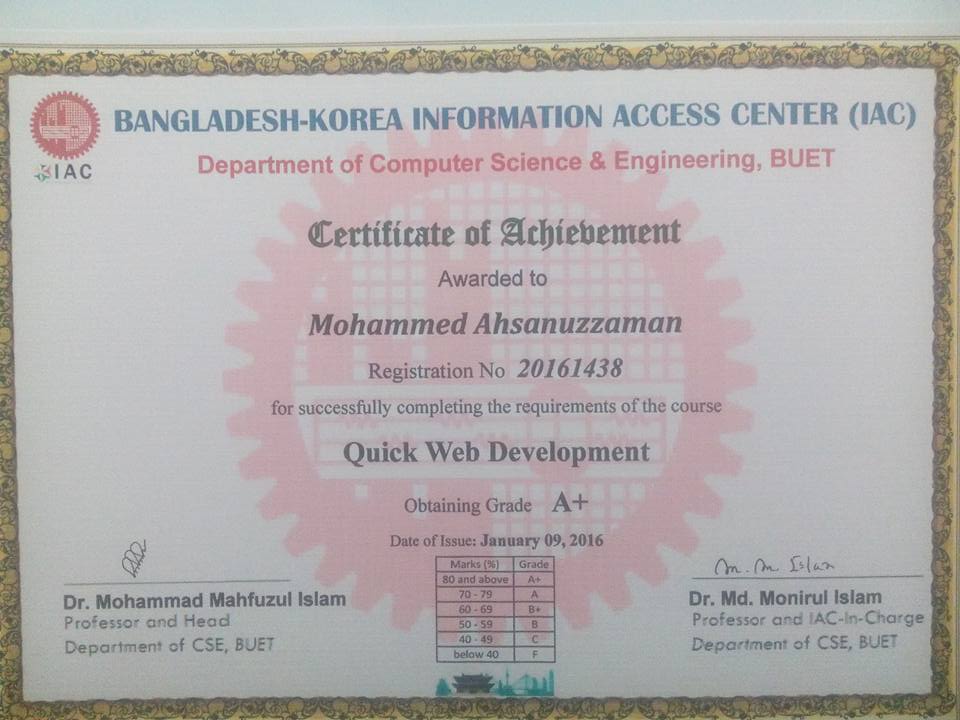 BANGLADESH-KOREA INFORMATION ACCESS CENTER (IAC)
IAC
Department of Computer Science & Engineering, BUET
Certificate of Achievement
Awarded to
Mohammed Ahsanuzzaman
Registration No 20161438
for successfully completing the requirements of the course
Quick Web Development
Obtaining Grade A+
Date of Issue: January 09, 2016
Marks (%) Grade
80 and above A+
70 - 79 A
60 - 69 B+
50 - 59 B
40 - 49 C
below 40 F
Dr. Mohammad Mahfuzul Islam
Professor and Head
Department of CSE, BUET
M. M. Islam
Dr. Md. Monirul Islam
Professor and IAC-In-Charge
Department of CSE, BUET